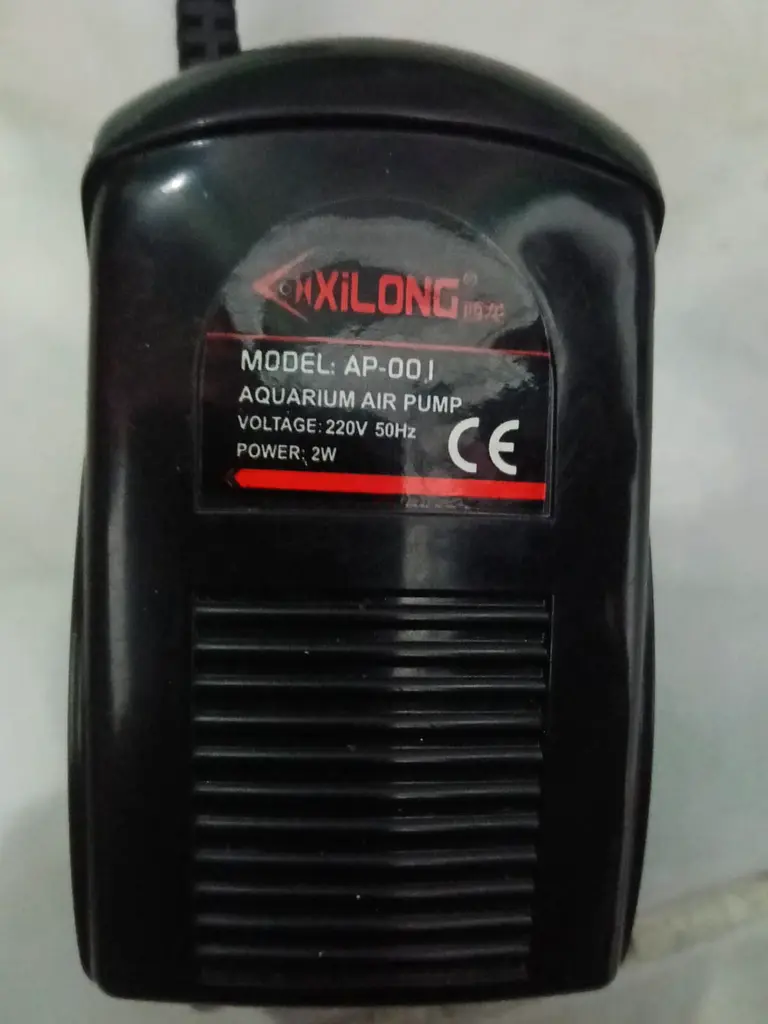 XiLONG®
MODEL: AP-001
AQUARIUM AIR PUMP
VOLTAGE: 220V 50Hz
POWER: 2W
CE